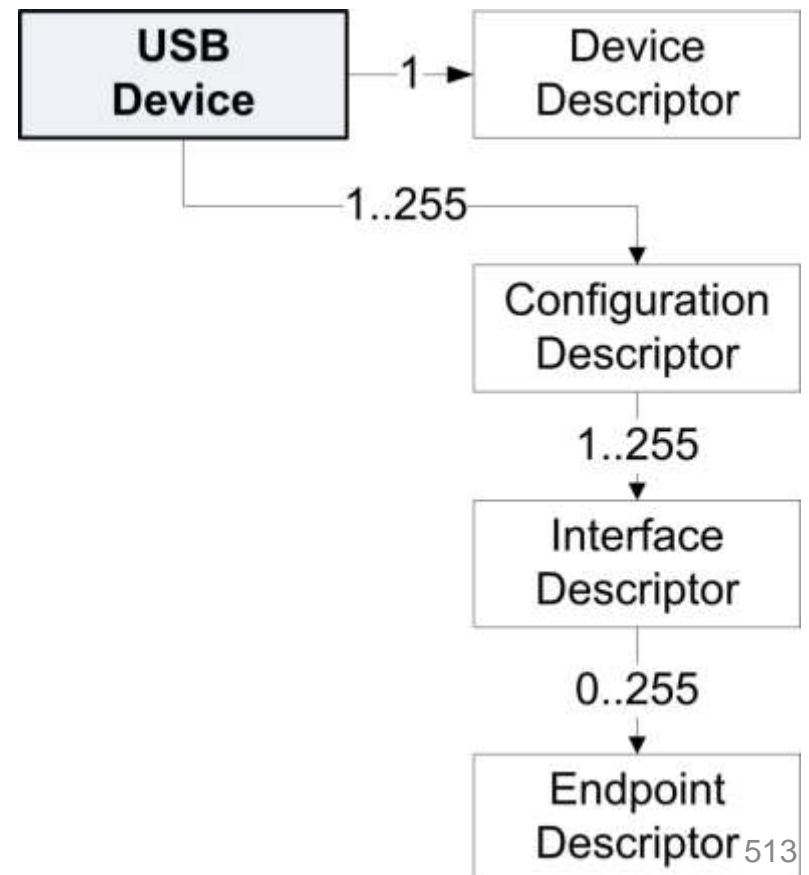 USB
Device
1
Device
Descriptor
1..255
Configuration
Descriptor
1..255
Interface
Descriptor
0..255
Endpoint
Descriptor
513